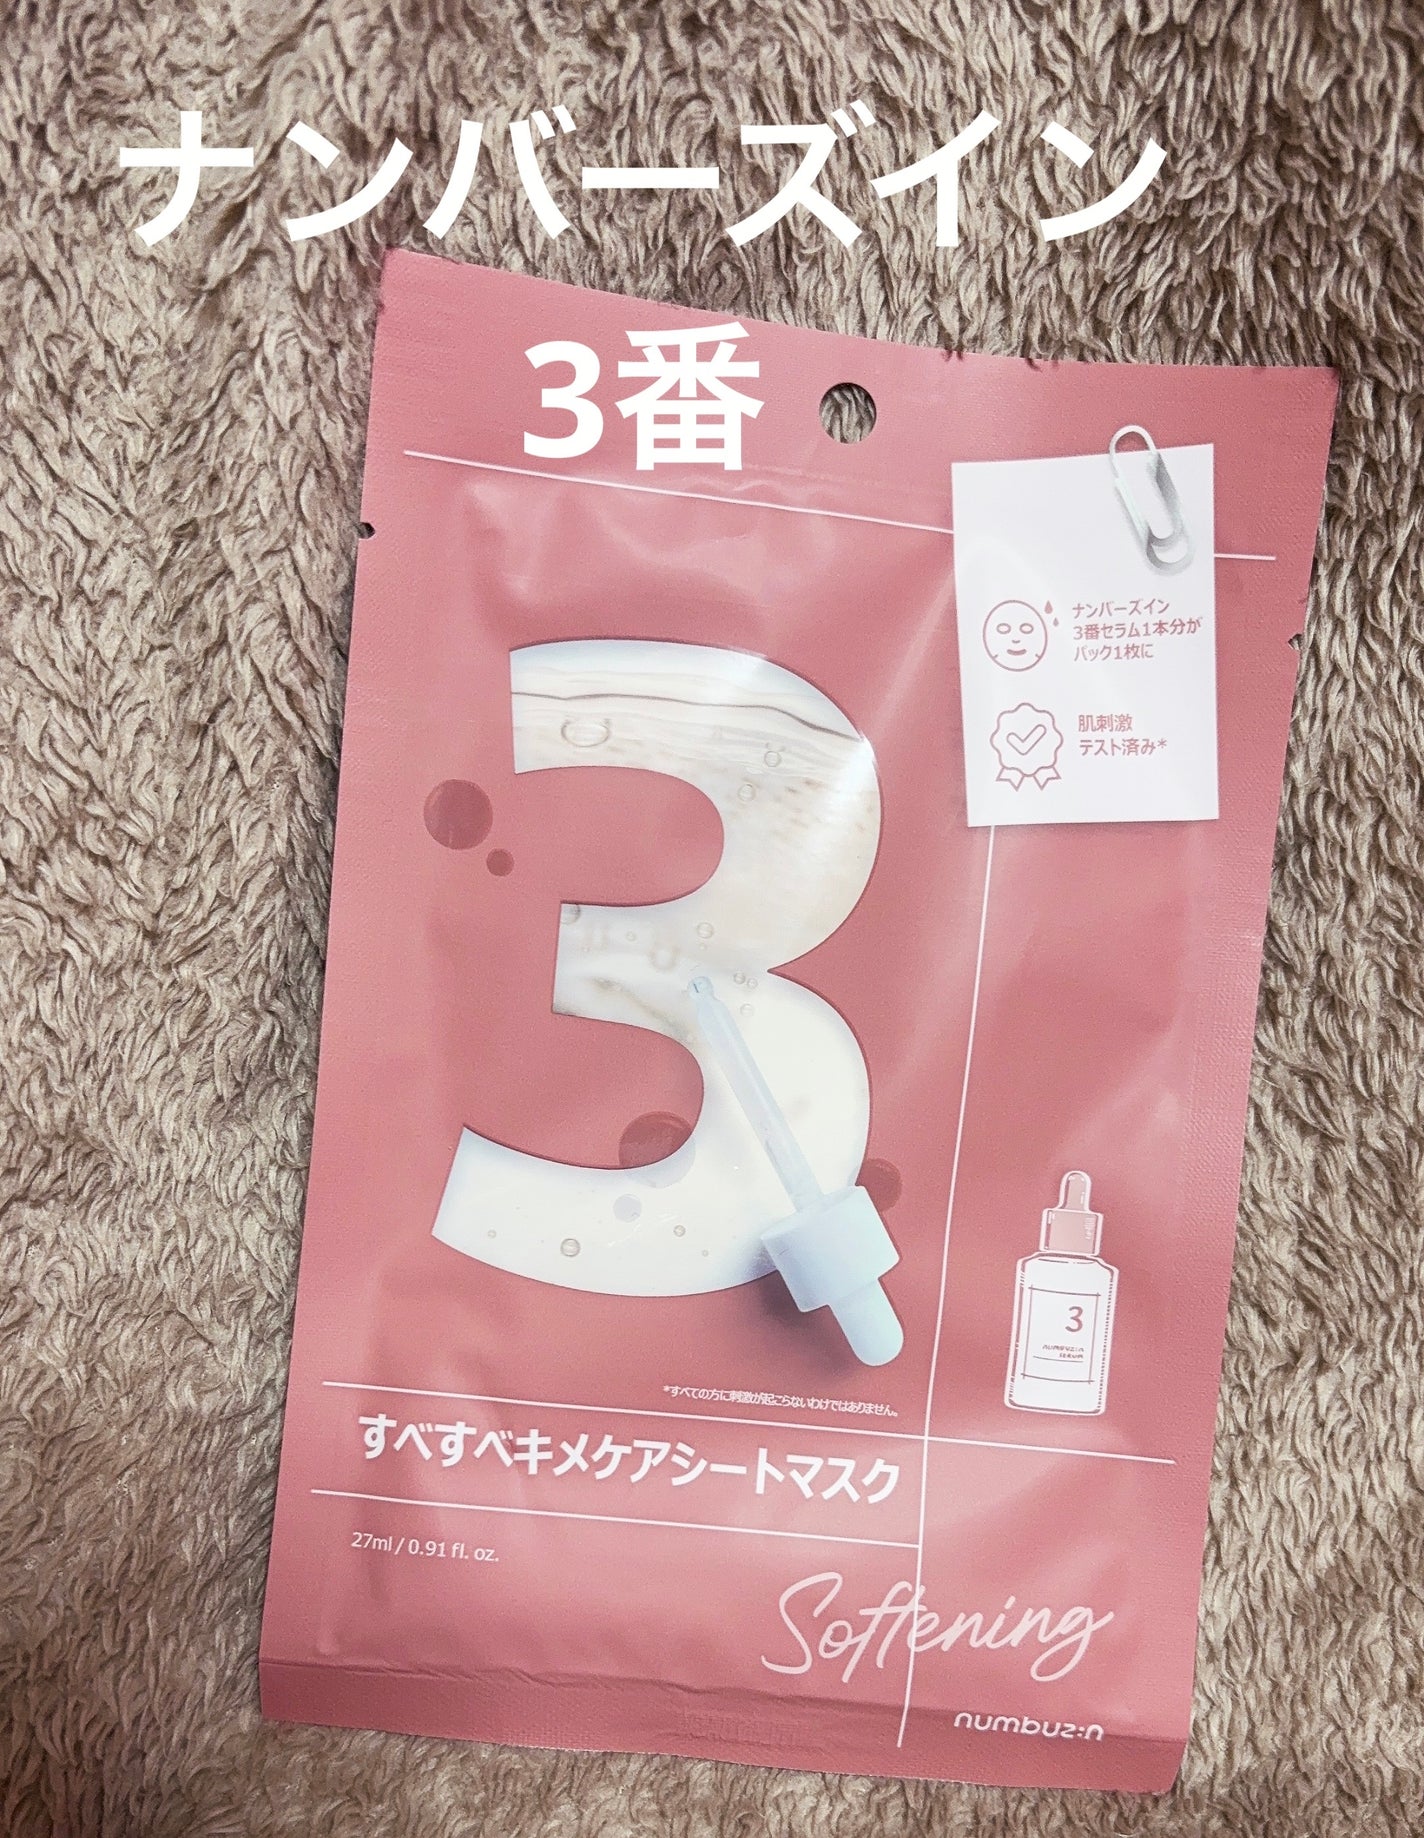 ナンバーズイン
3番
ナンバーズイン
3番セラム1本分が
パック1枚に
肌刺激
テスト済み*
3
3
numbuz:n
serum
*すべての方に刺激が起こらないわけではありません。
すべすべキメケアシートマスク
27ml / 0.91 fl. oz.
Softening
numbuz:n